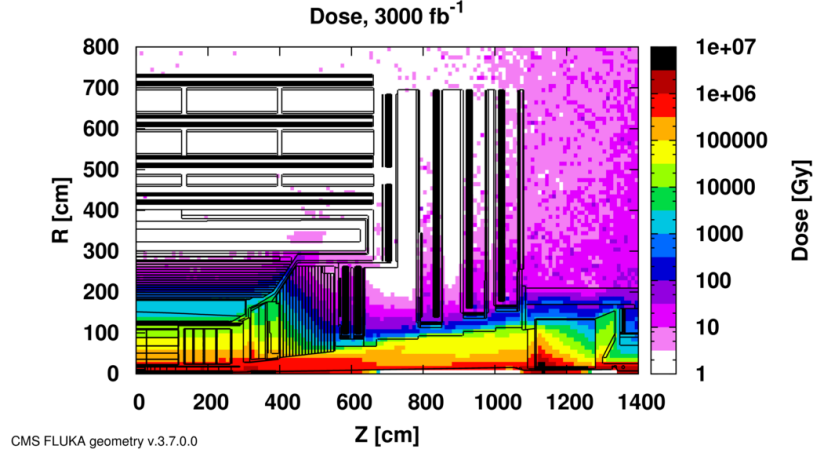 Dose, 3000 fb-1
800
700
600
500
400
300
200
100
0
R [cm]
0 200 400 600 800 1000 1200 1400
Z [cm]
1e+07
1e+06
100000
10000
1000
100
10
1
Dose [Gy]
CMS FLUKA geometry v.3.7.0.0